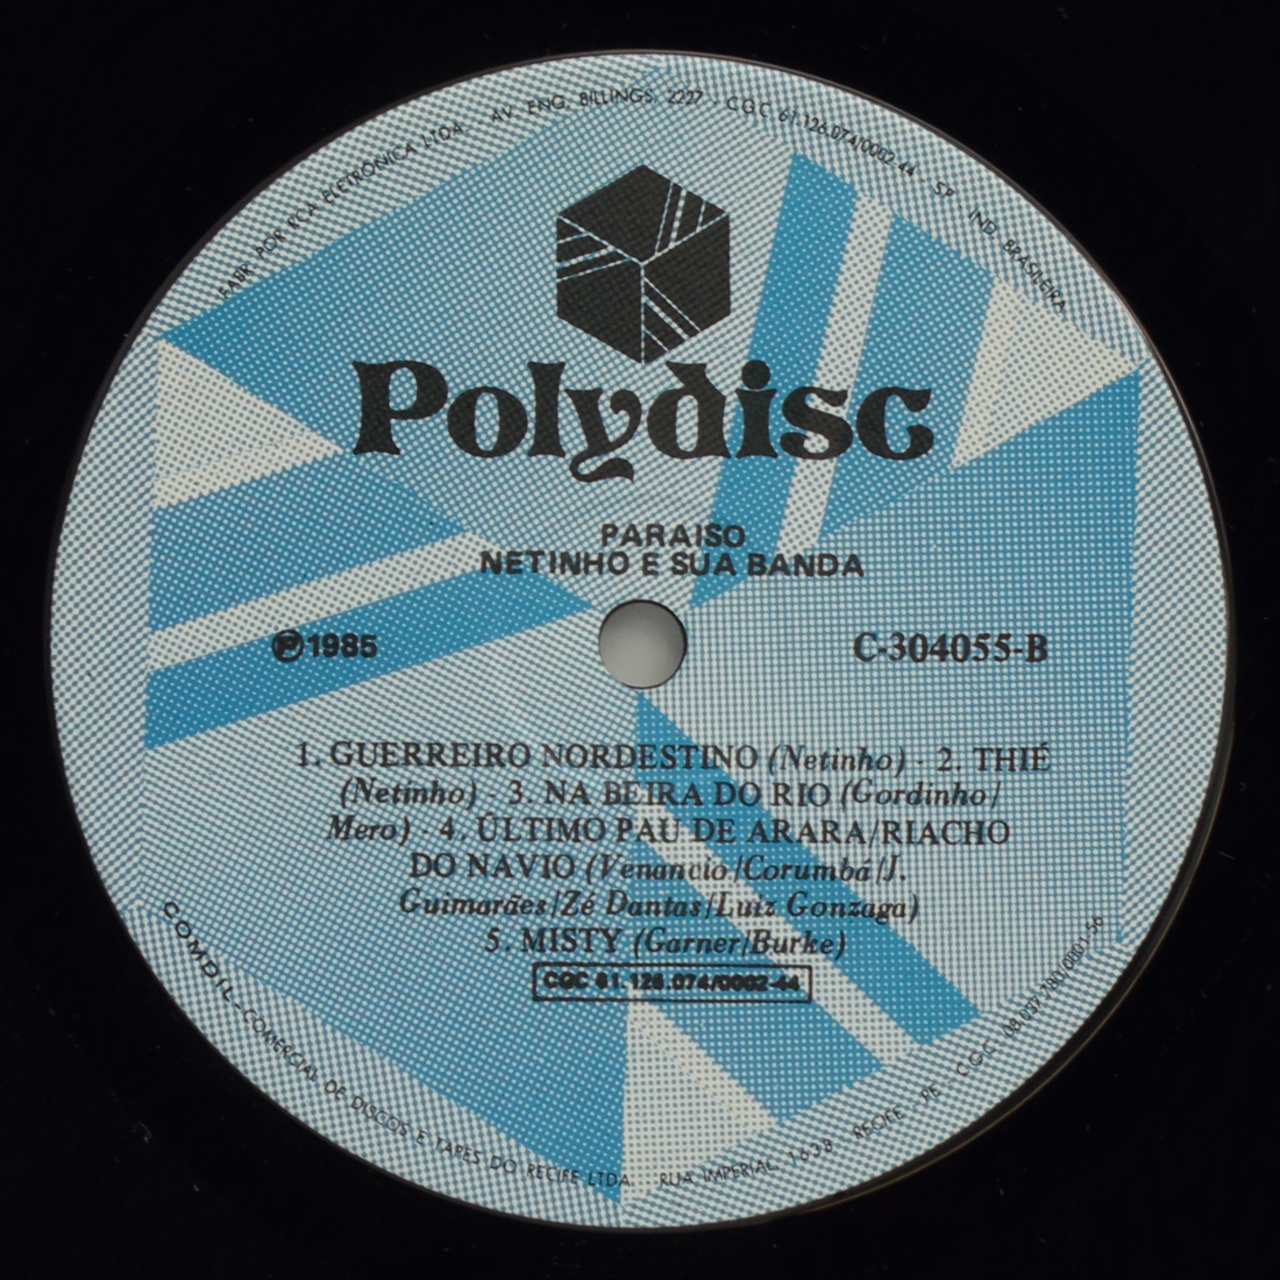 FABR. POR RCA ELETRÔNICA LTDA. - AV. ENG. BILLINGS, 2227 - C G C 61.126.074/0002-44 - S.P. - IND. BRASILEIRA
Polydisc
PARAISO
NETINHO E SUA BANDA
Ⓟ1985
C-304055-B
1. GUERREIRO NORDESTINO (Netinho) - 2. THIÉ
(Netinho) - 3. NA BEIRA DO RIO (Gordinho/
Mero) - 4. ÚLTIMO PAU DE ARARA/RIACHO
DO NAVIO (Venancio/Corumbá/J.
Guimarães/Zé Dantas/Luiz Gonzaga)
5. MISTY (Garner/Burke)
CGC 61.126.074/0002-44
COMDIL - COMERCIAL DE DISCOS E TAPES DO RECIFE LTDA. RUA IMPERIAL, 1638 - RECIFE - PE - C.G.C.